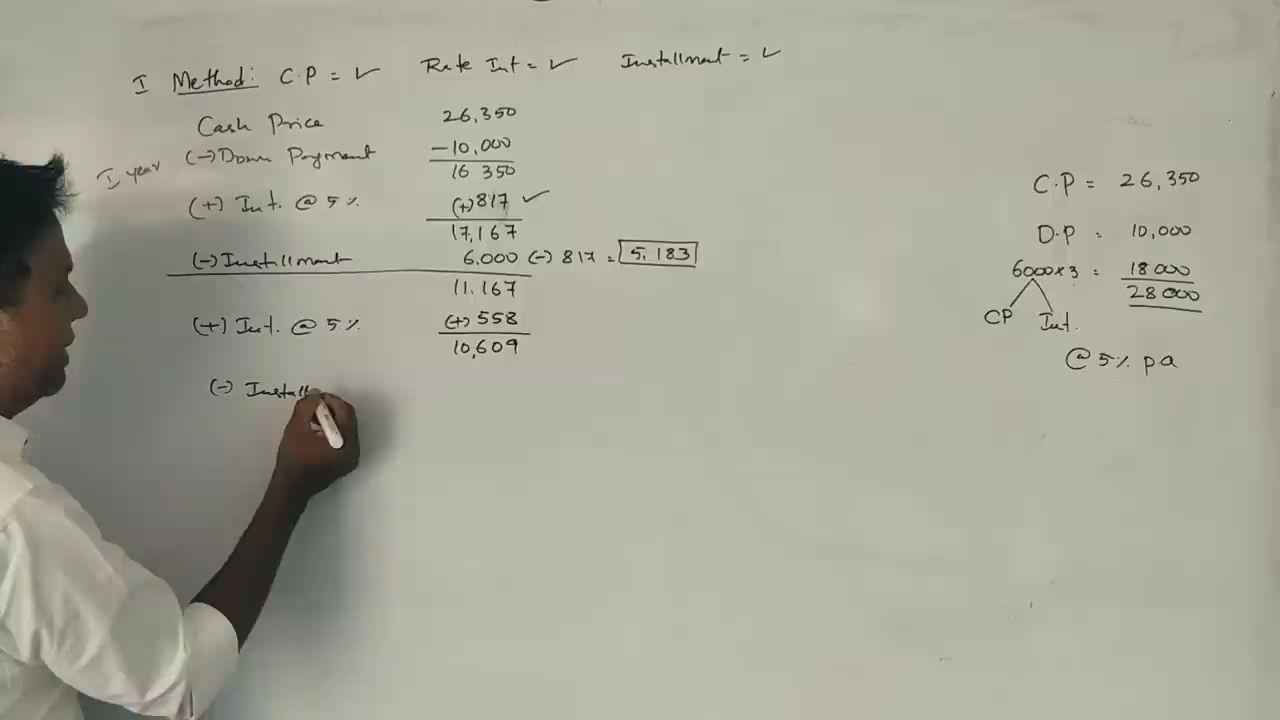 I Method: C.P = ✓ Rate Int = ✓ Installment = ✓
Cash Price 26,350
I year (-) Down Payment -10,000
16 350
(+) Int. @ 5 % (+) 817 ✓
17,167
(-) Installment 6,000 (-) 817 = 5,183
11.167
(+) Int. @ 5 % (+) 558
10,609
(-) Install
C.P = 26,350
D.P = 10,000
6000 x 3 = 18 000
28 000
CP Int.
@ 5 % pa